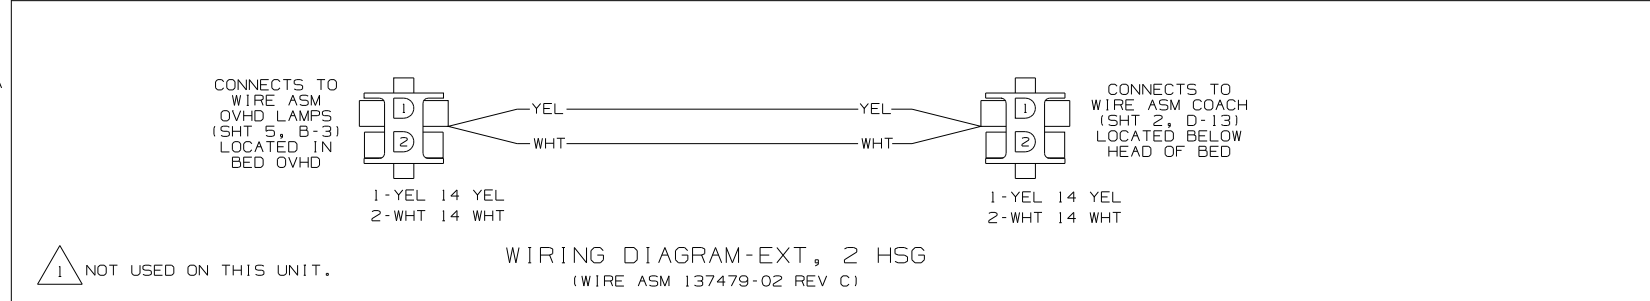 CONNECTS TO
WIRE ASM
OVHD LAMPS
(SHT 5, B-3)
LOCATED IN
BED OVHD
1
2
YEL
WHT
YEL
WHT
1
2
CONNECTS TO
WIRE ASM COACH
(SHT 2, D-13)
LOCATED BELOW
HEAD OF BED
1-YEL 14 YEL
2-WHT 14 WHT
1-YEL 14 YEL
2-WHT 14 WHT
WIRING DIAGRAM-EXT, 2 HSG
(WIRE ASM 137479-02 REV C)
1 NOT USED ON THIS UNIT.